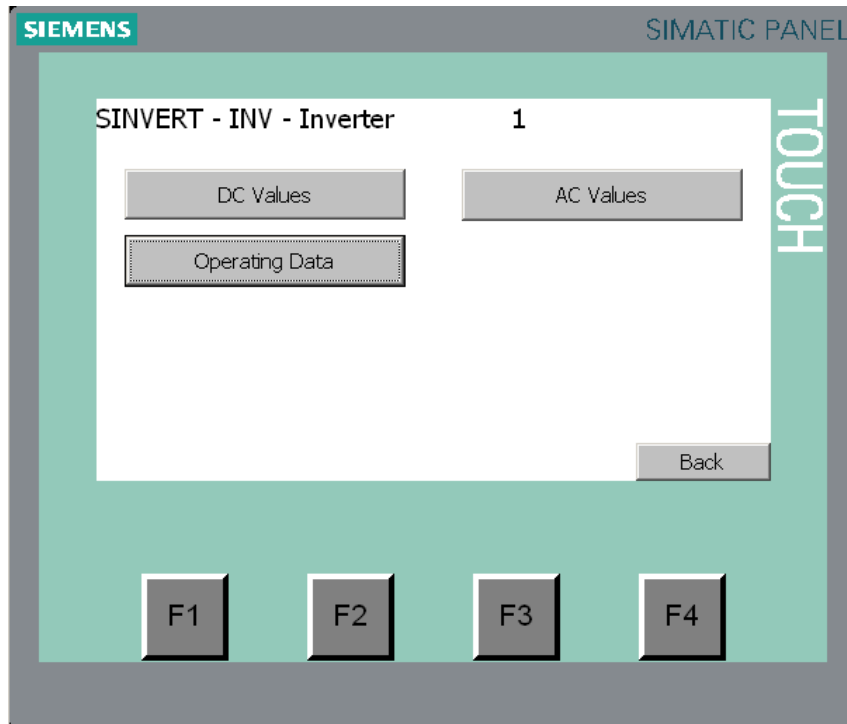 SIEMENS
SIMATIC PANEL
TOUCH
SINVERT - INV - Inverter 1
DC Values
AC Values
Operating Data
Back
F1
F2
F3
F4